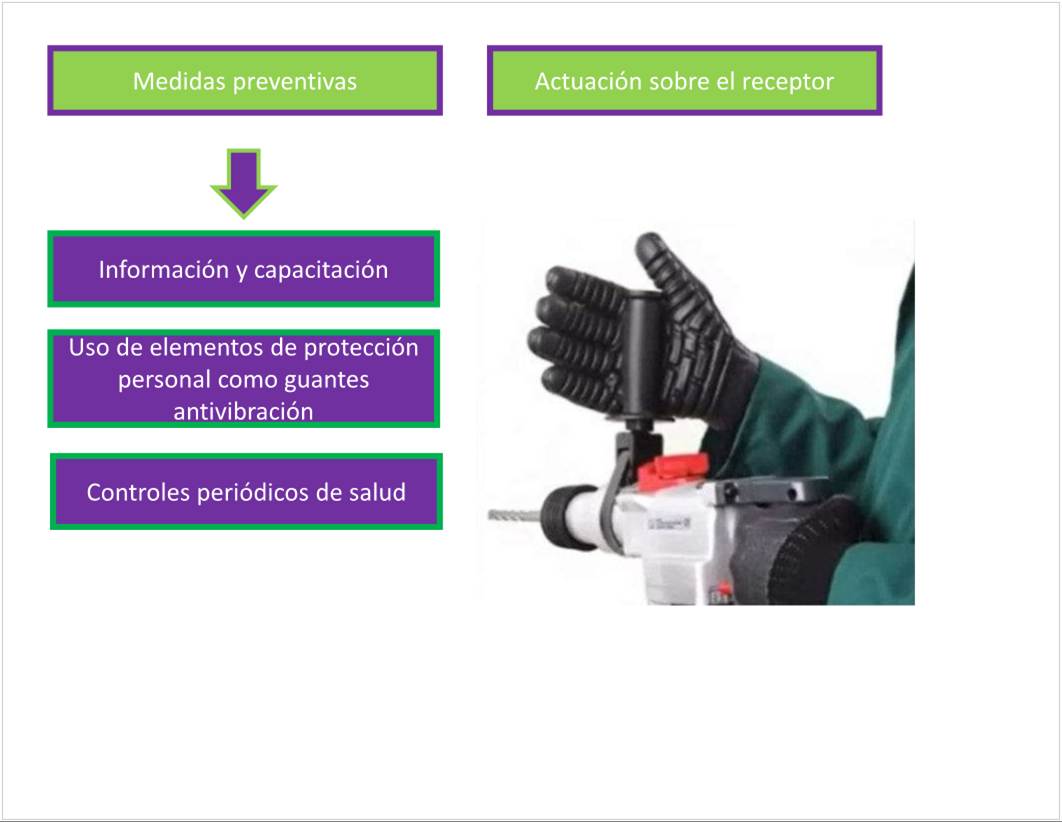 Medidas preventivas
Actuación sobre el receptor
Información y capacitación
Uso de elementos de protección
personal como guantes
antivibración
Controles periódicos de salud